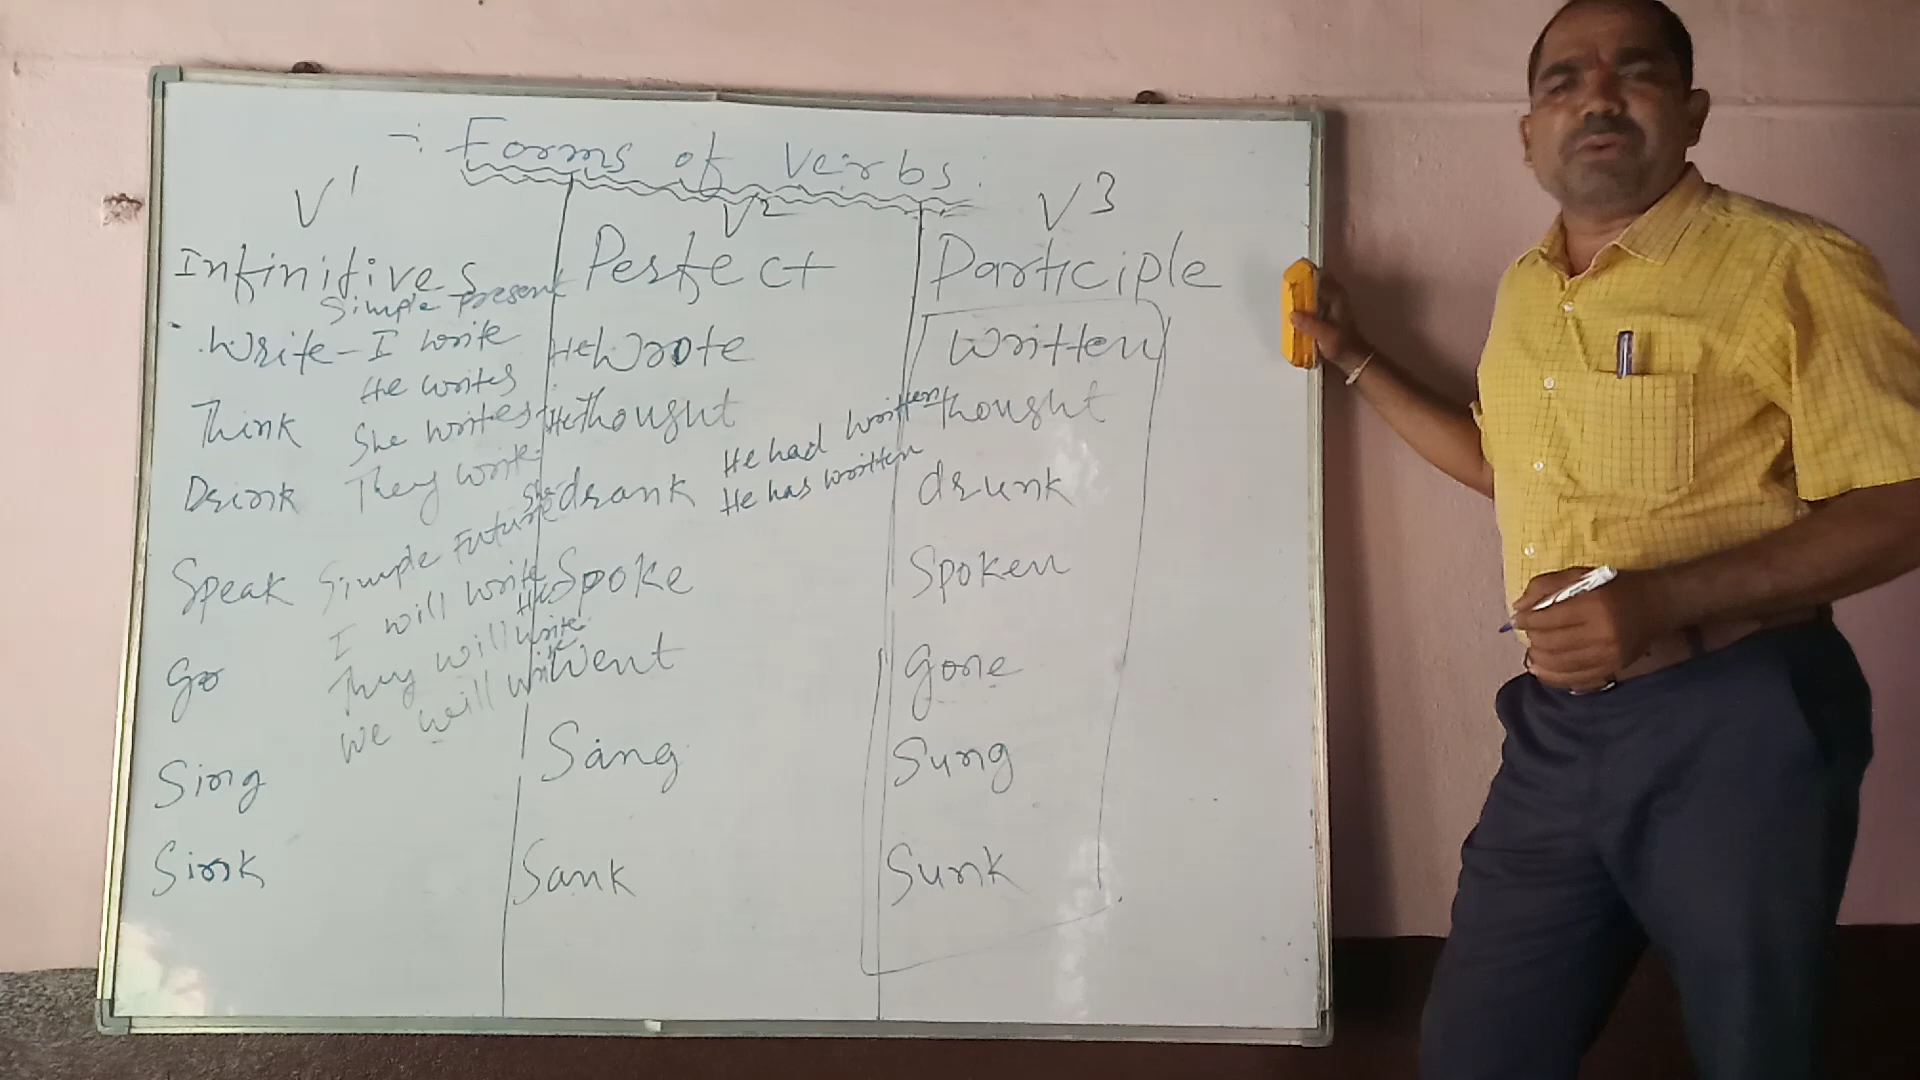 -: Forms of Verbs:
V1 V2 V3
Infinitives Perfect Participle
Simple Present
Write - I write He Wrote Written
He writes
Think She writes He Thought thought
They write He had written
Drink She drank He has written drunk
Simple Future
Speak I will write He Spoke Spoken
They will write
Go We will write Went gone
Sing Sang Sung
Sink Sank Sunk